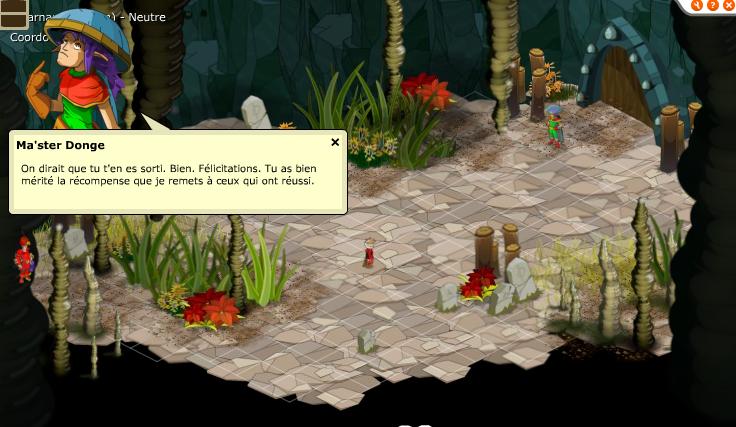 - Neutre
Ma'ster Donge
On dirait que tu t'en es sorti. Bien. Félicitations. Tu as bien
mérité la récompense que je remets à ceux qui ont réussi.